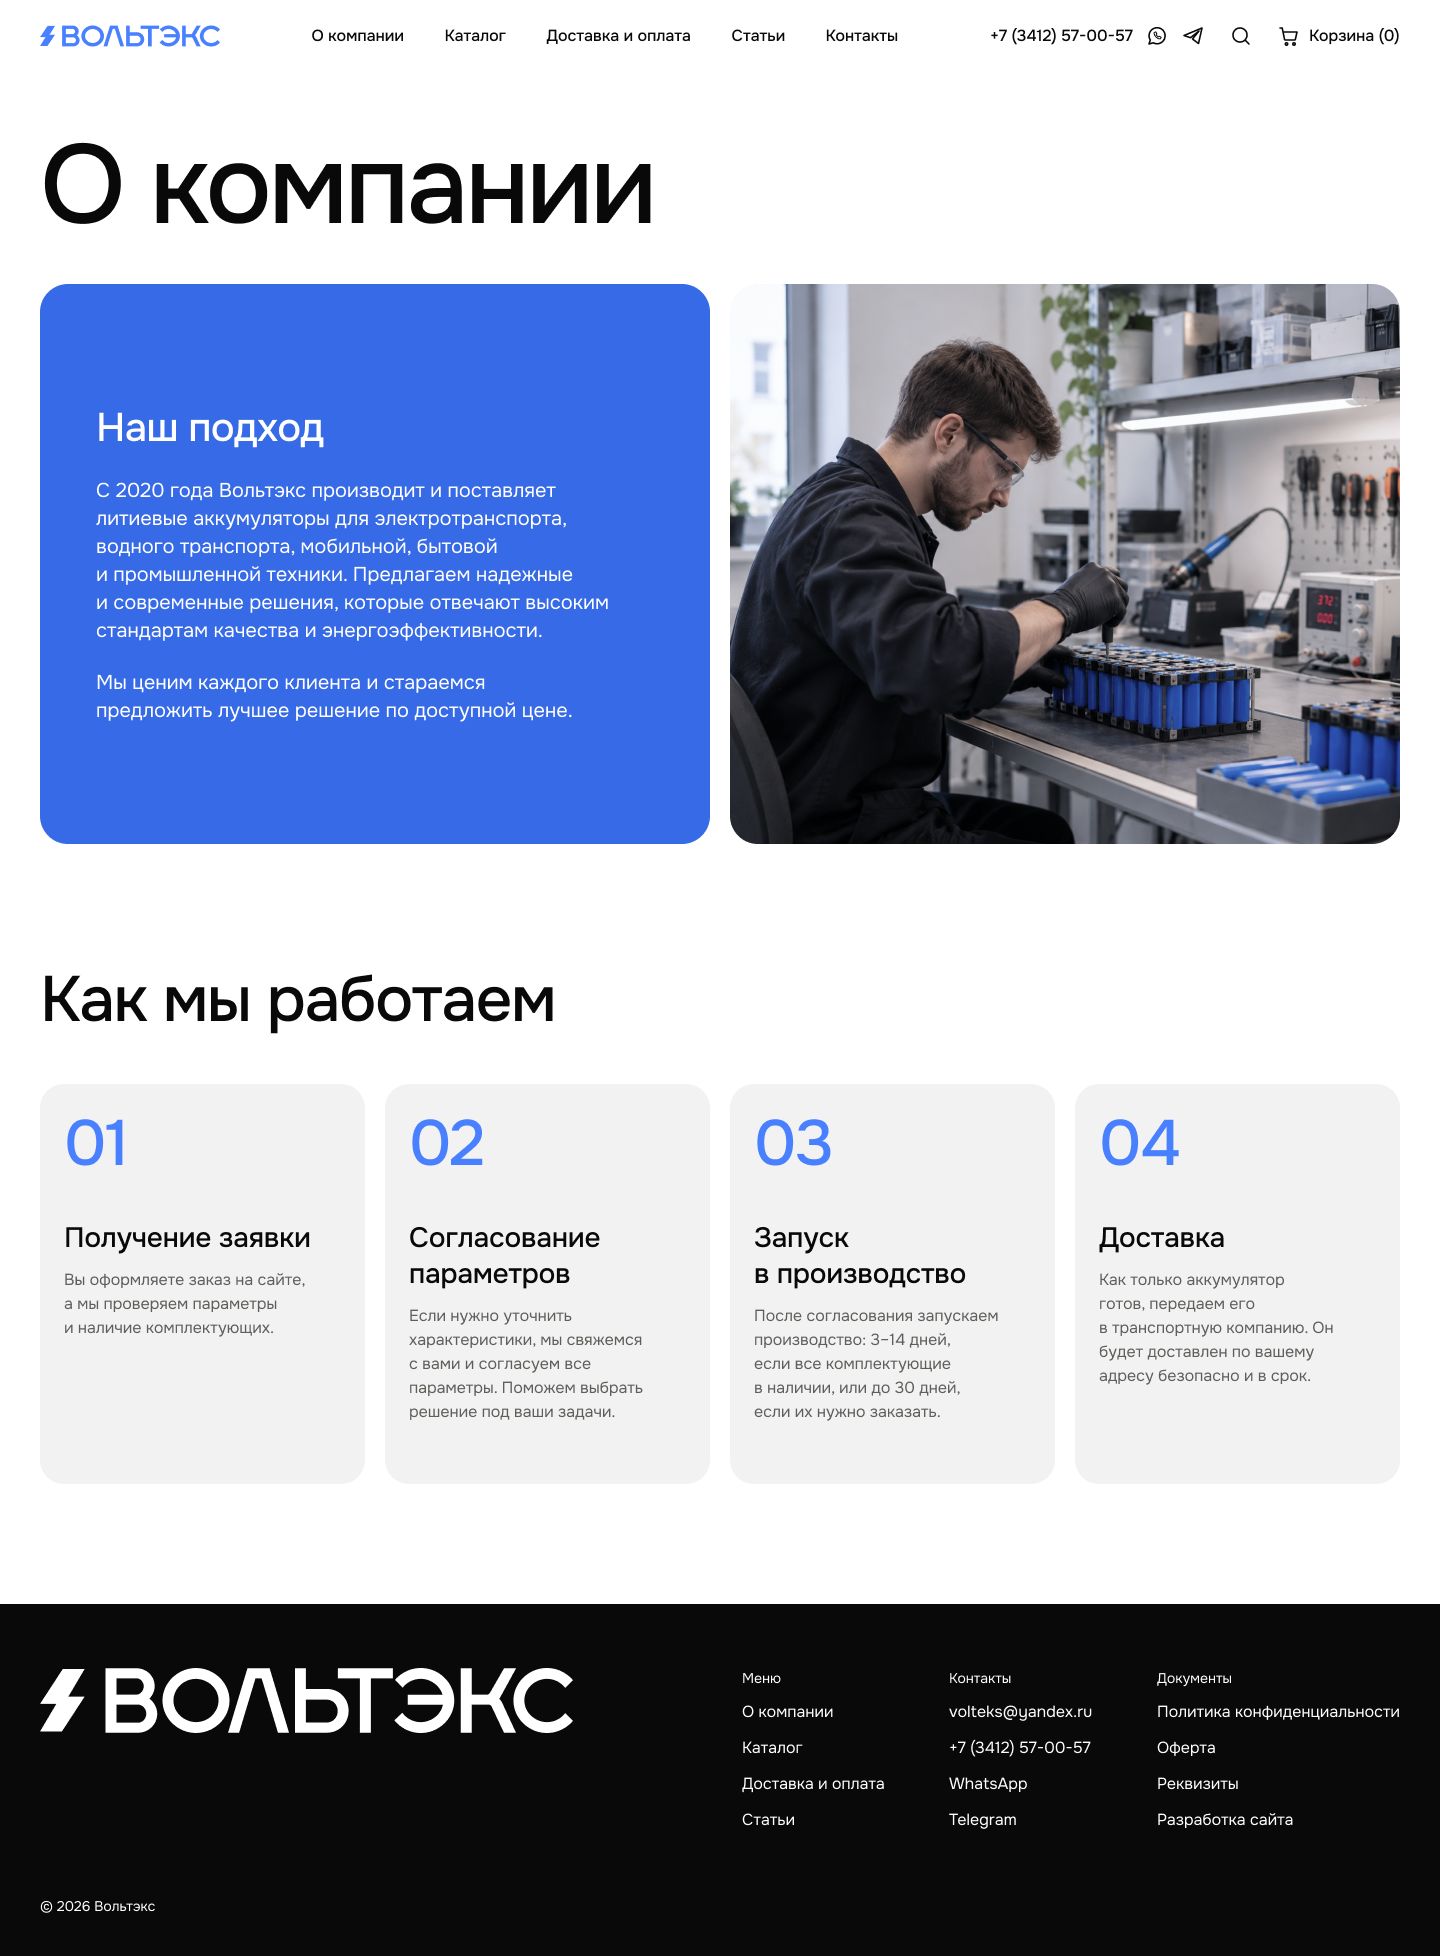 ВОЛЬТЭКС
О компании
Каталог
Доставка и оплата
Статьи
Контакты
+7 (3412) 57-00-57
Корзина (0)
О компании
Наш подход
С 2020 года Вольтэкс производит и поставляет
литиевые аккумуляторы для электротранспорта,
водного транспорта, мобильной, бытовой
и промышленной техники. Предлагаем надежные
и современные решения, которые отвечают высоким
стандартам качества и энергоэффективности.
Мы ценим каждого клиента и стараемся
предложить лучшее решение по доступной цене.
372
0.00
Как мы работаем
01
Получение заявки
Вы оформляете заказ на сайте,
а мы проверяем параметры
и наличие комплектующих.
02
Согласование
параметров
Если нужно уточнить
характеристики, мы свяжемся
с вами и согласуем все
параметры. Поможем выбрать
решение под ваши задачи.
03
Запуск
в производство
После согласования запускаем
производство: 3–14 дней,
если все комплектующие
в наличии, или до 30 дней,
если их нужно заказать.
04
Доставка
Как только аккумулятор
готов, передаем его
в транспортную компанию. Он
будет доставлен по вашему
адресу безопасно и в срок.
ВОЛЬТЭКС
Меню
О компании
Каталог
Доставка и оплата
Статьи
Контакты
volteks@yandex.ru
+7 (3412) 57-00-57
WhatsApp
Telegram
Документы
Политика конфиденциальности
Оферта
Реквизиты
Разработка сайта
© 2026 Вольтэкс